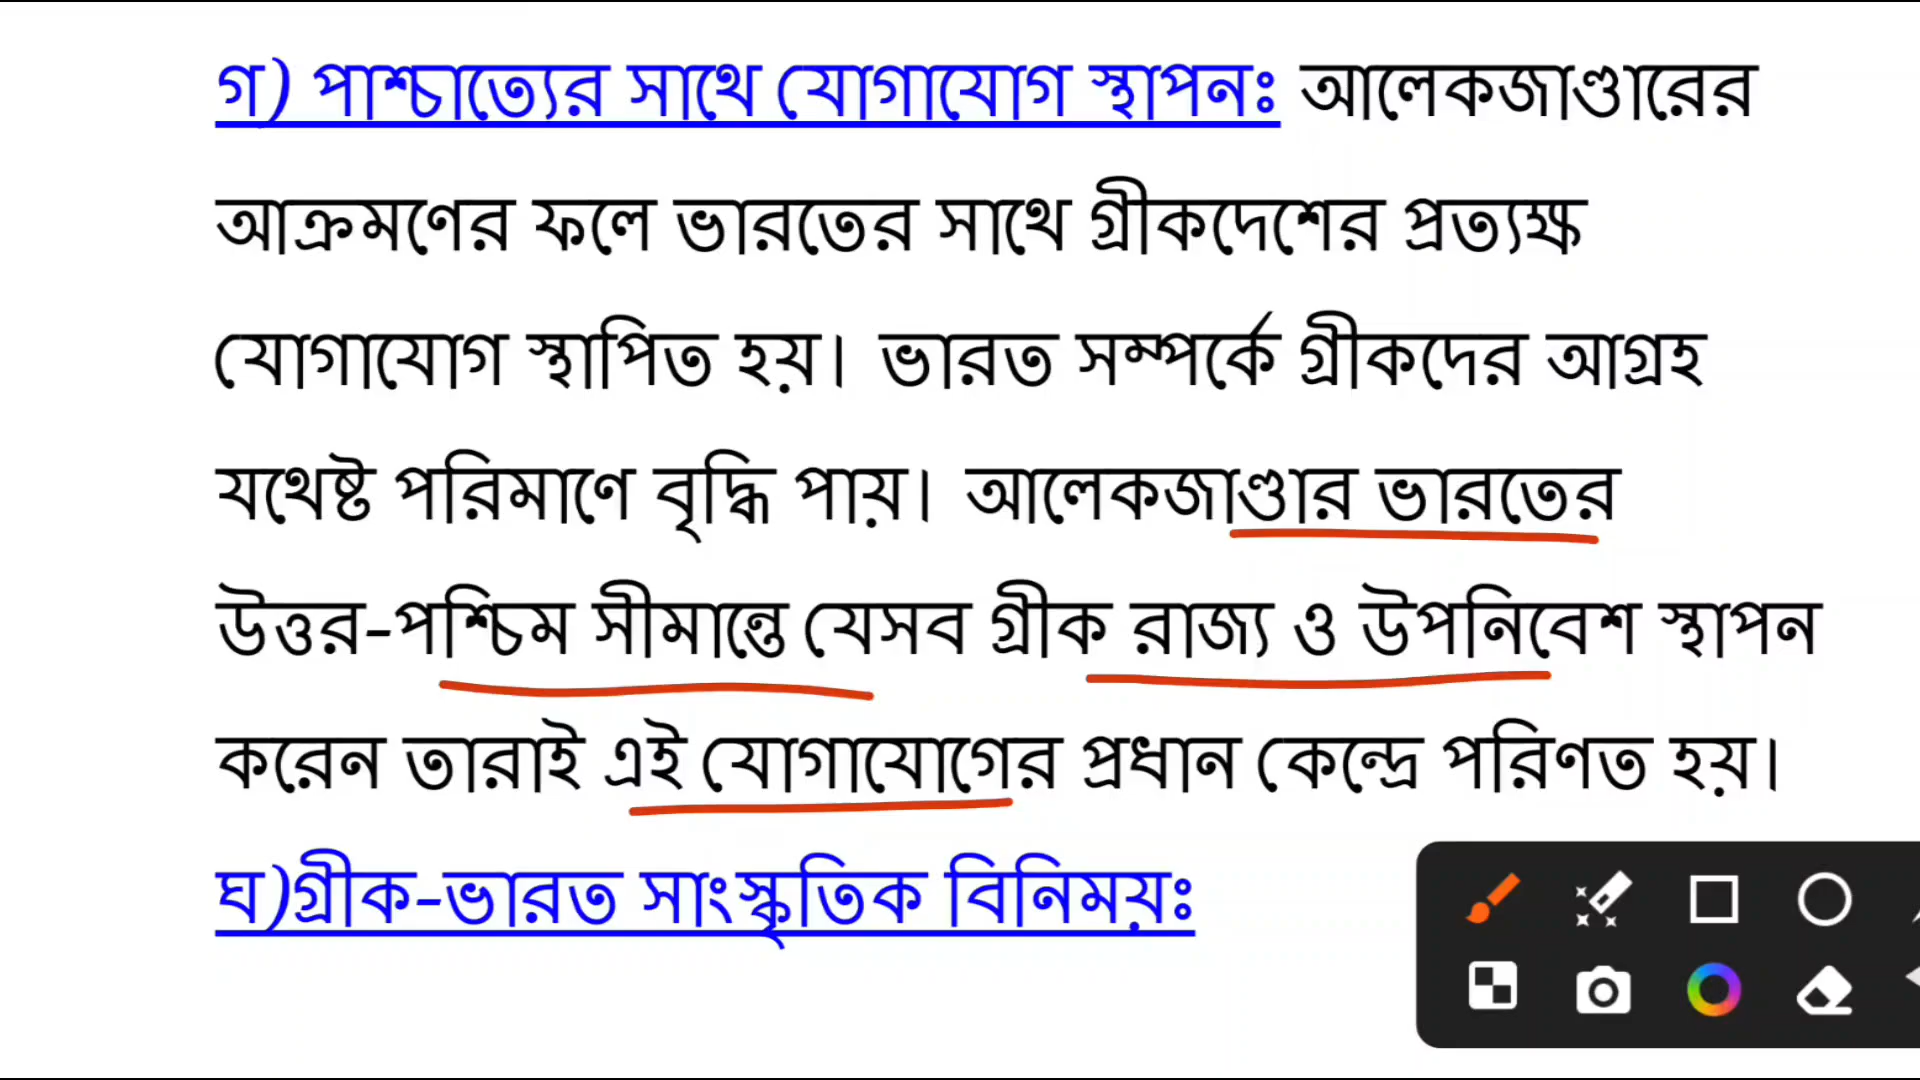 গ) পাশ্চাত্যের সাথে যোগাযোগ স্থাপনঃ আলেকজাণ্ডারের
আক্রমণের ফলে ভারতের সাথে গ্রীকদেশের প্রত্যক্ষ
যোগাযোগ স্থাপিত হয়। ভারত সম্পর্কে গ্রীকদের আগ্রহ
যথেষ্ট পরিমাণে বৃদ্ধি পায়। আলেকজাণ্ডার ভারতের
উত্তর-পশ্চিম সীমান্তে যেসব গ্রীক রাজ্য ও উপনিবেশ স্থাপন
করেন তারাই এই যোগাযোগের প্রধান কেন্দ্রে পরিণত হয়।
ঘ)গ্রীক-ভারত সাংস্কৃতিক বিনিময়ঃ